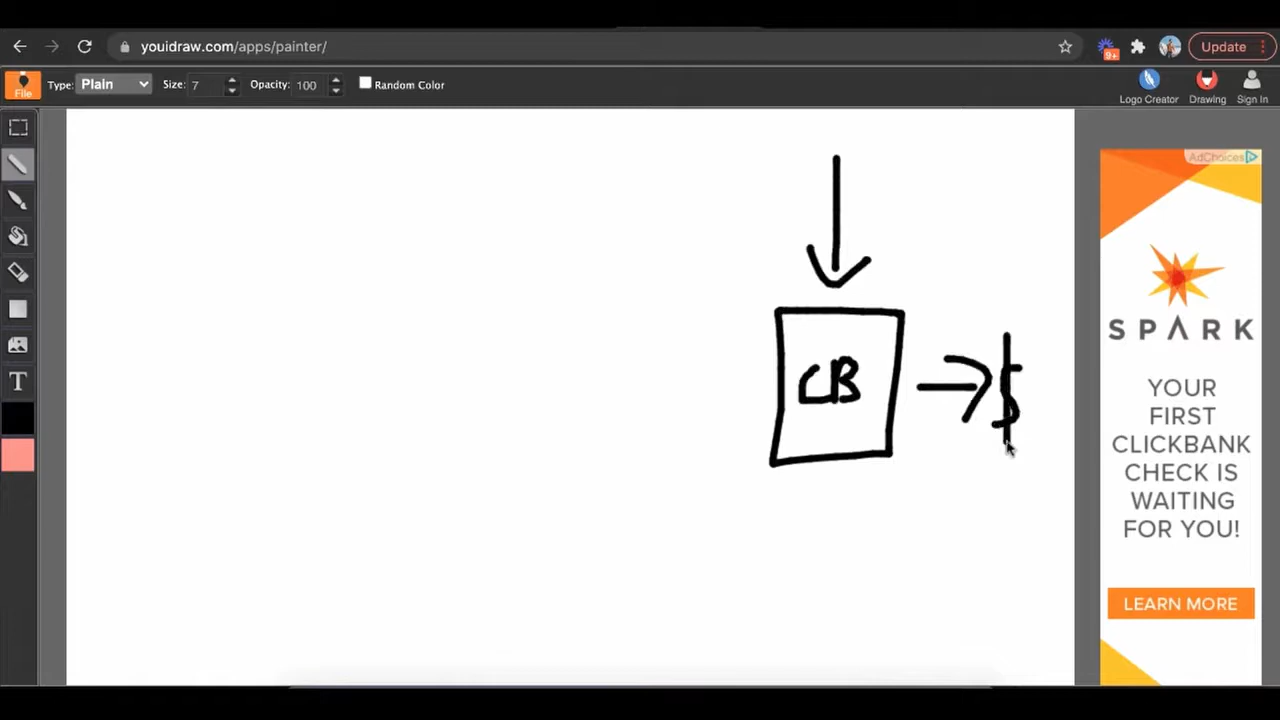 youidraw.com/apps/painter/
9+
Update
File
Type: Plain
Size: 7
Opacity: 100
Random Color
Logo Creator
Drawing
Sign In
T
CB
$
AdChoices
SPARK
YOUR
FIRST
CLICKBANK
CHECK IS
WAITING
FOR YOU!
LEARN MORE